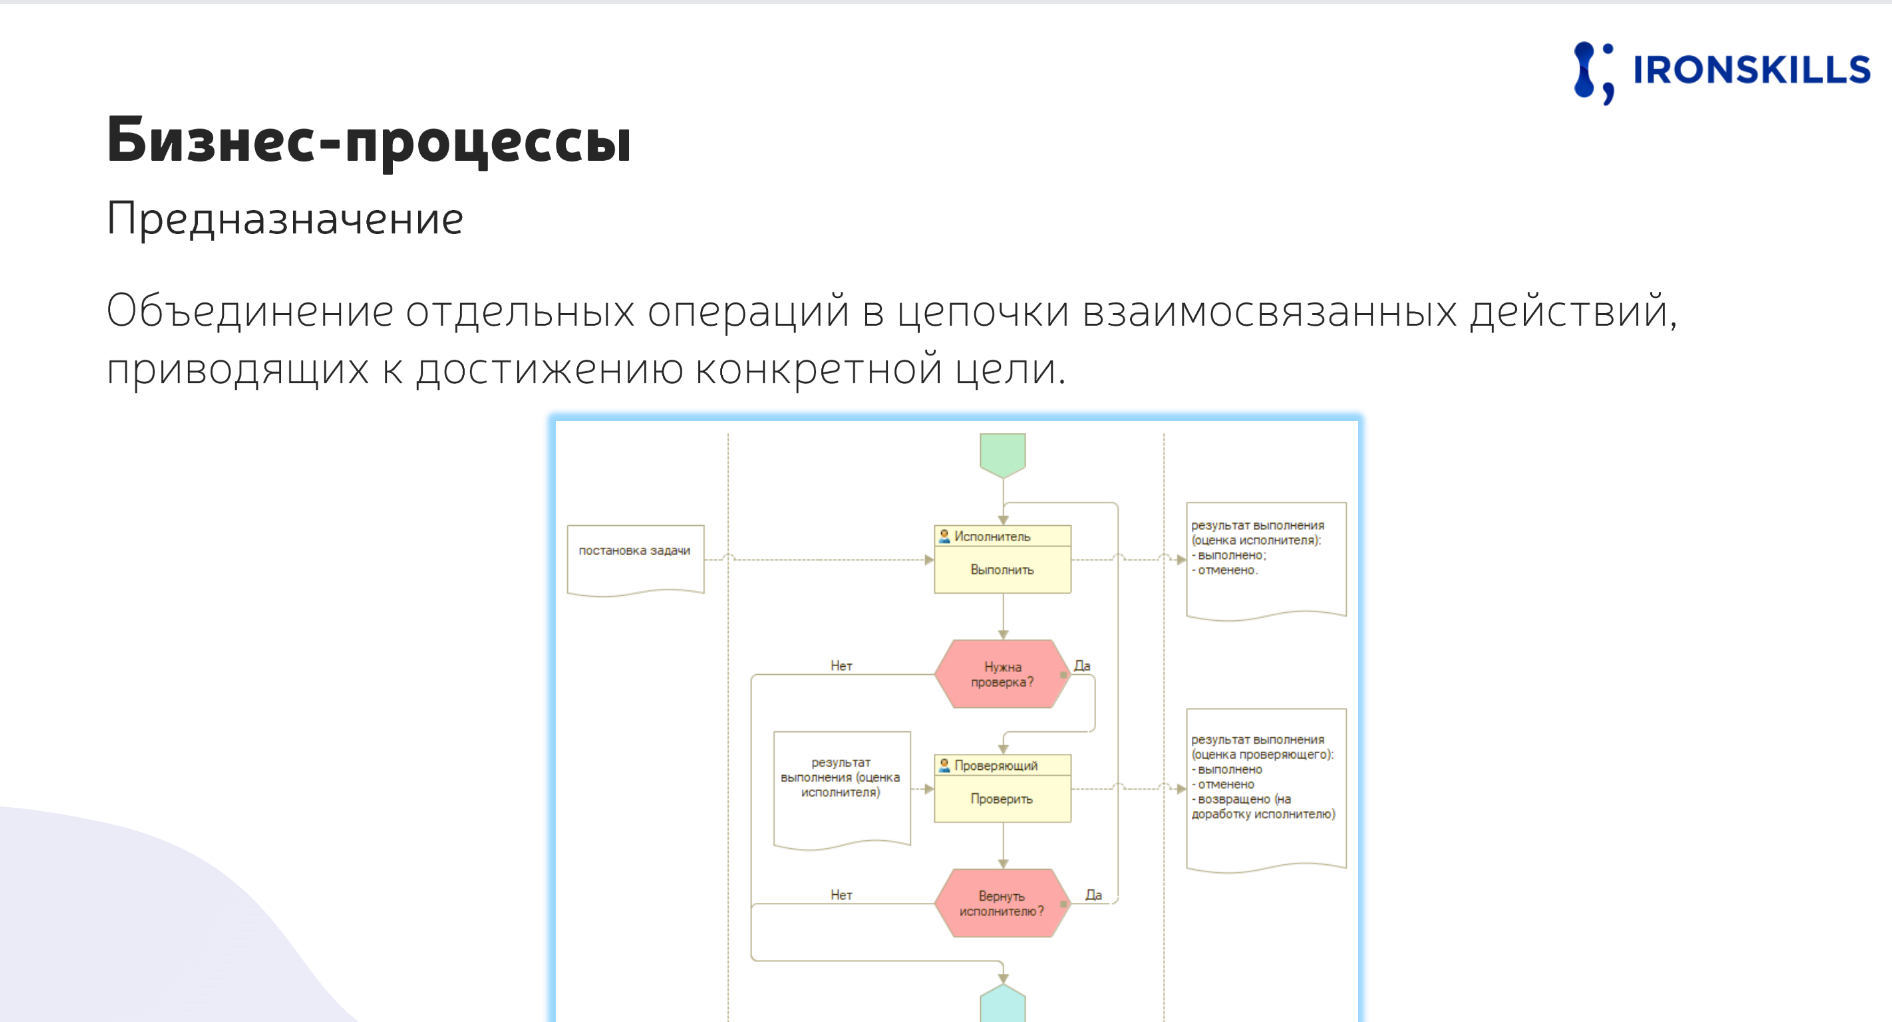 IRONSKILLS
Бизнес-процессы
Предназначение
Объединение отдельных операций в цепочки взаимосвязанных действий,
приводящих к достижению конкретной цели.
постановка задачи
Исполнитель
Выполнить
результат выполнения
(оценка исполнителя):
- выполнено;
- отменено.
Нет
Нужна
проверка?
Да
результат
выполнения (оценка
исполнителя)
Проверяющий
Проверить
результат выполнения
(оценка проверяющего):
- выполнено
- отменено
- возвращено (на
доработку исполнителю)
Нет
Вернуть
исполнителю?
Да